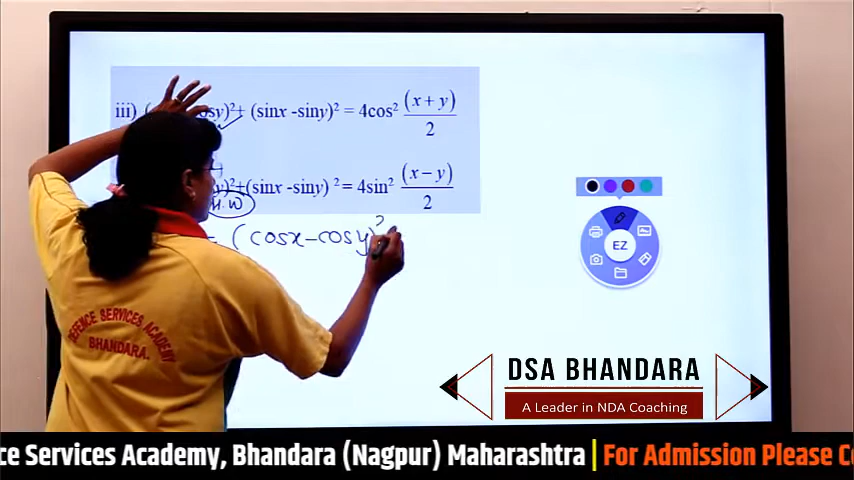 iii) ( osy)²+ (sinx -siny)² = 4cos² (x+y)/2
y)²+(sinx -siny) ² = 4sin² (x− y)/2
H.W
= (cosx−cosy)²
EZ
DEFENCE SERVICES ACADEMY
BHANDARA.
DSA BHANDARA
A Leader in NDA Coaching
ce Services Academy, Bhandara (Nagpur) Maharashtra | For Admission Please C